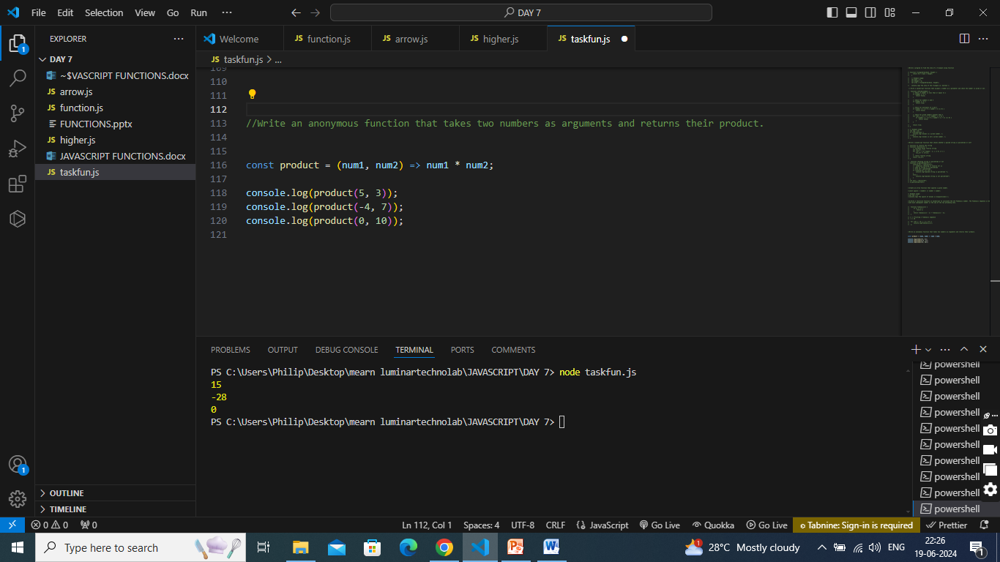 File Edit Selection View Go Run ··· DAY 7
EXPLORER ···
Welcome JS function.js JS arrow.js JS higher.js JS taskfun.js
JS taskfun.js > ...
DAY 7
~$VASCRIPT FUNCTIONS.docx
JS arrow.js
JS function.js
FUNCTIONS.pptx
JS higher.js
JAVASCRIPT FUNCTIONS.docx
JS taskfun.js
OUTLINE
TIMELINE
109
110
111
112
113 //Write an anonymous function that takes two numbers as arguments and returns their product.
114
115
116 const product = (num1, num2) => num1 * num2;
117
118 console.log(product(5, 3));
119 console.log(product(-4, 7));
120 console.log(product(0, 10));
121
PROBLEMS OUTPUT DEBUG CONSOLE TERMINAL PORTS COMMENTS
PS C:\Users\Philip\Desktop\mearn luminartechnolab\JAVASCRIPT\DAY 7> node taskfun.js
15
-28
0
PS C:\Users\Philip\Desktop\mearn luminartechnolab\JAVASCRIPT\DAY 7>
powershell
powershell
powershell
powershell
powershell
powershell
powershell
powershell
powershell
powershell
1
1
0 0 0 Ln 112, Col 1 Spaces: 4 UTF-8 CRLF {} JavaScript Go Live Quokka Go Live Tabnine: Sign-in is required Prettier
Type here to search 1 28°C Mostly cloudy ENG 22:26
19-06-2024 1